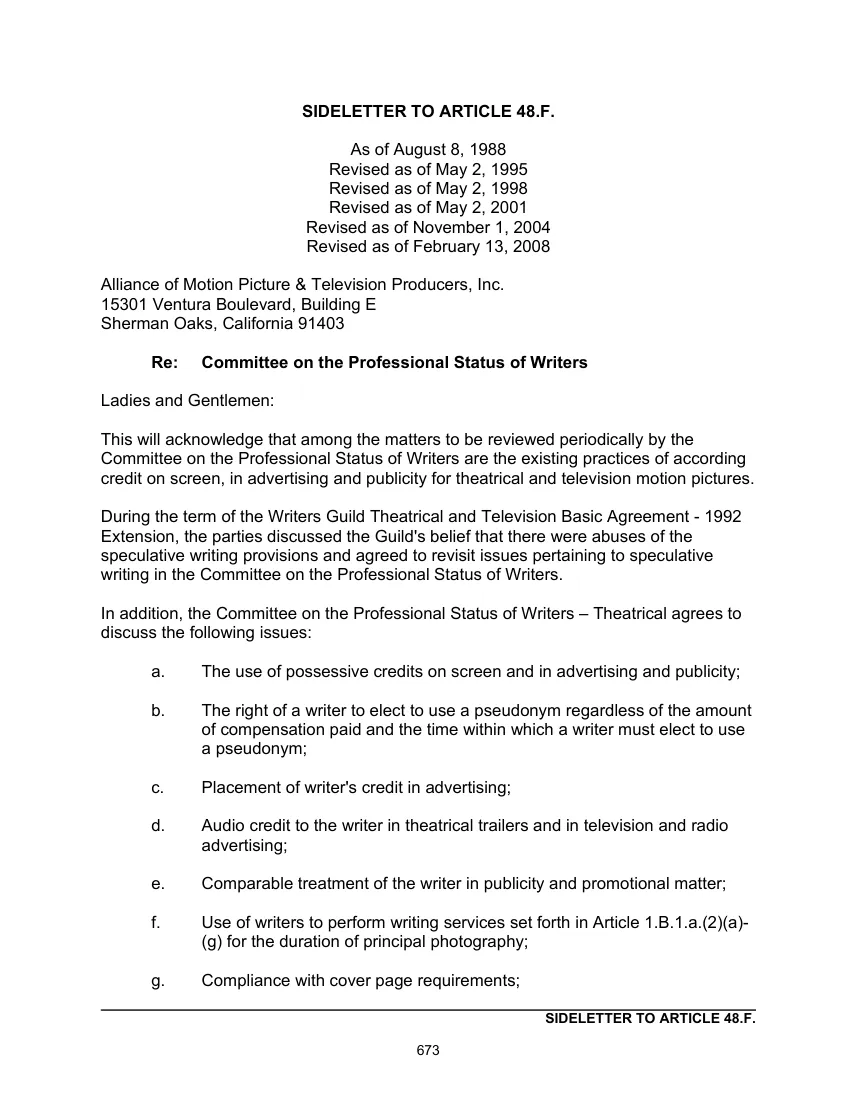 SIDELETTER TO ARTICLE 48.F.
As of August 8, 1988
Revised as of May 2, 1995
Revised as of May 2, 1998
Revised as of May 2, 2001
Revised as of November 1, 2004
Revised as of February 13, 2008
Alliance of Motion Picture & Television Producers, Inc.
15301 Ventura Boulevard, Building E
Sherman Oaks, California 91403
Re: Committee on the Professional Status of Writers
Ladies and Gentlemen:
This will acknowledge that among the matters to be reviewed periodically by the
Committee on the Professional Status of Writers are the existing practices of according
credit on screen, in advertising and publicity for theatrical and television motion pictures.
During the term of the Writers Guild Theatrical and Television Basic Agreement - 1992
Extension, the parties discussed the Guild's belief that there were abuses of the
speculative writing provisions and agreed to revisit issues pertaining to speculative
writing in the Committee on the Professional Status of Writers.
In addition, the Committee on the Professional Status of Writers – Theatrical agrees to
discuss the following issues:
a. The use of possessive credits on screen and in advertising and publicity;
b. The right of a writer to elect to use a pseudonym regardless of the amount
of compensation paid and the time within which a writer must elect to use
a pseudonym;
c. Placement of writer's credit in advertising;
d. Audio credit to the writer in theatrical trailers and in television and radio
advertising;
e. Comparable treatment of the writer in publicity and promotional matter;
f. Use of writers to perform writing services set forth in Article 1.B.1.a.(2)(a)-
(g) for the duration of principal photography;
g. Compliance with cover page requirements;
SIDELETTER TO ARTICLE 48.F.
673